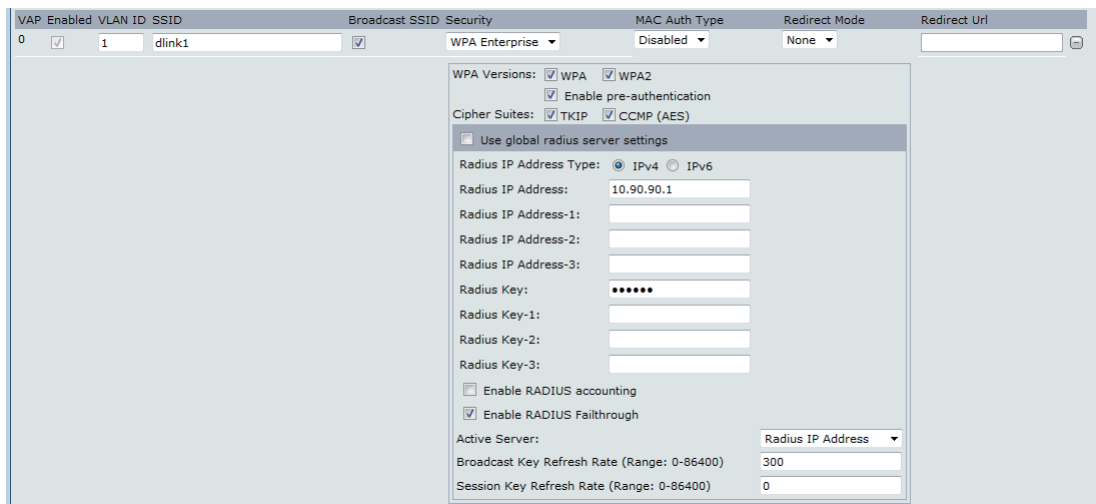 VAP Enabled VLAN ID SSID Broadcast SSID Security MAC Auth Type Redirect Mode Redirect Url
0 1 dlink1 WPA Enterprise Disabled None
WPA Versions: WPA WPA2
Enable pre-authentication
Cipher Suites: TKIP CCMP (AES)
Use global radius server settings
Radius IP Address Type: IPv4 IPv6
Radius IP Address: 10.90.90.1
Radius IP Address-1:
Radius IP Address-2:
Radius IP Address-3:
Radius Key: ••••••
Radius Key-1:
Radius Key-2:
Radius Key-3:
Enable RADIUS accounting
Enable RADIUS Failthrough
Active Server: Radius IP Address
Broadcast Key Refresh Rate (Range: 0-86400) 300
Session Key Refresh Rate (Range: 0-86400) 0